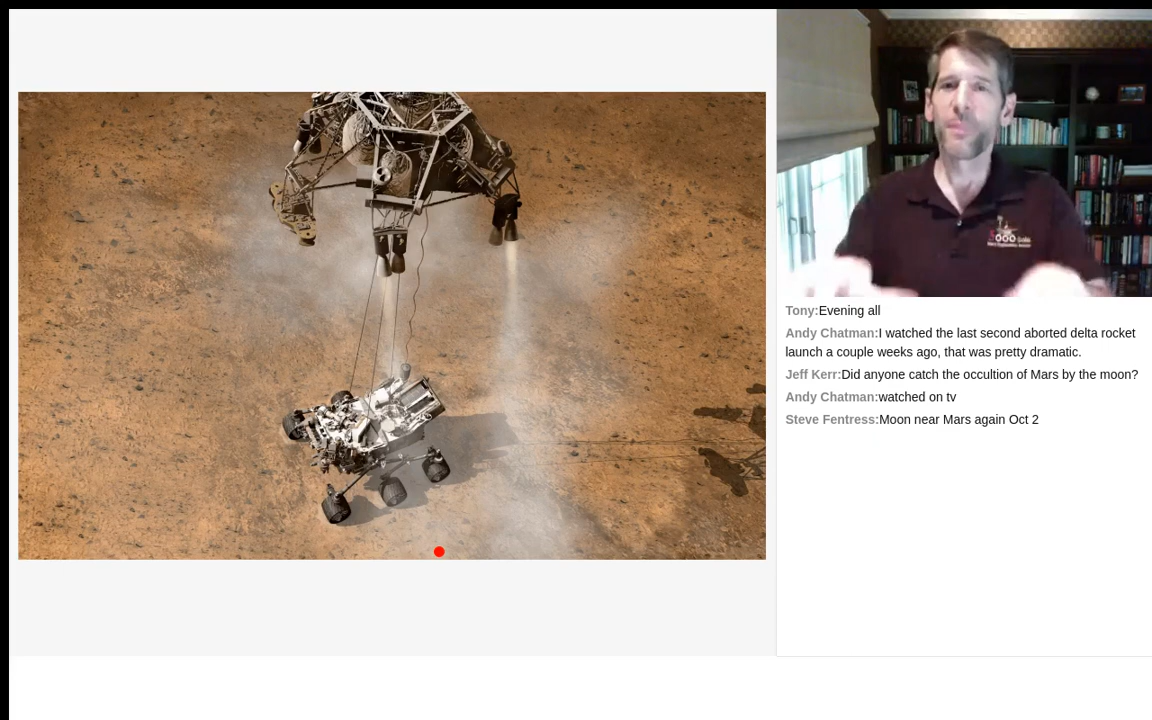 Tony:Evening all
Andy Chatman:I watched the last second aborted delta rocket
launch a couple weeks ago, that was pretty dramatic.
Jeff Kerr:Did anyone catch the occultion of Mars by the moon?
Andy Chatman:watched on tv
Steve Fentress:Moon near Mars again Oct 2